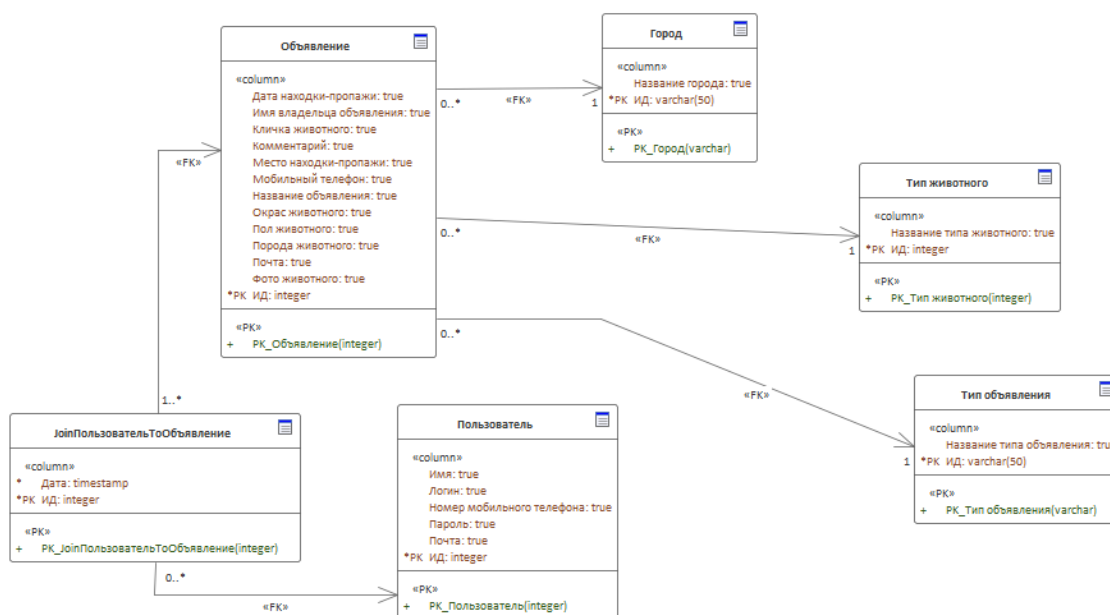 Объявление
«column»
Дата находки-пропажи: true
Имя владельца объявления: true
Кличка животного: true
Комментарий: true
Место находки-пропажи: true
Мобильный телефон: true
Название объявления: true
Окрас животного: true
Пол животного: true
Порода животного: true
Почта: true
Фото животного: true
*PK ИД: integer
«PK»
+ PK_Объявление(integer)
0..*
«FK»
1
Город
«column»
Название города: true
*PK ИД: varchar(50)
«PK»
+ PK_Город(varchar)
0..*
«FK»
1
Тип животного
«column»
Название типа животного: true
*PK ИД: integer
«PK»
+ PK_Тип животного(integer)
0..*
«FK»
1
Тип объявления
«column»
Название типа объявления: tru
*PK ИД: varchar(50)
«PK»
+ PK_Тип объявления(varchar)
«FK»
1..*
JoinПользовательТоОбъявление
«column»
* Дата: timestamp
*PK ИД: integer
«PK»
+ PK_JoinПользовательТоОбъявление(integer)
0..*
«FK»
Пользователь
«column»
Имя: true
Логин: true
Номер мобильного телефона: true
Пароль: true
Почта: true
*PK ИД: integer
«PK»
+ PK_Пользователь(integer)